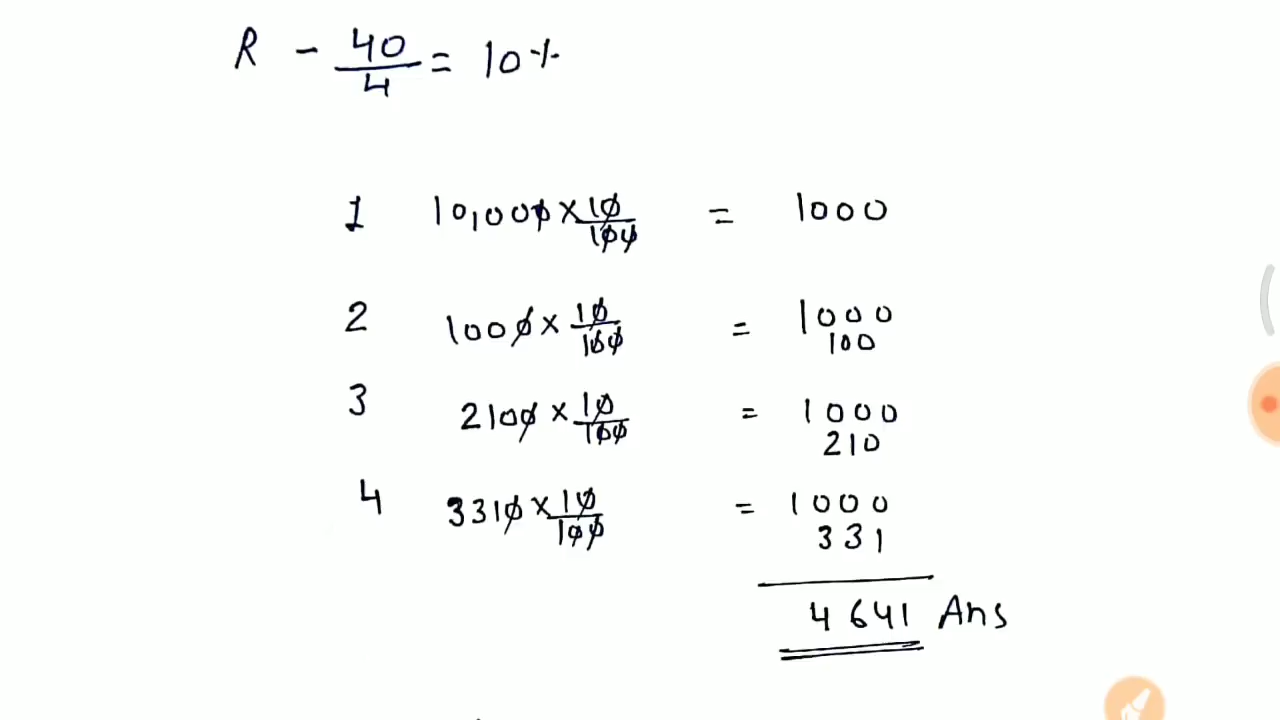 R - 40/4 = 10%
1 10,000 × 10/100 = 1000
2 1000 × 10/100 = 1000
100
3 2100 × 10/100 = 1000
210
4 3310 × 10/100 = 1000
331
4641 Ans